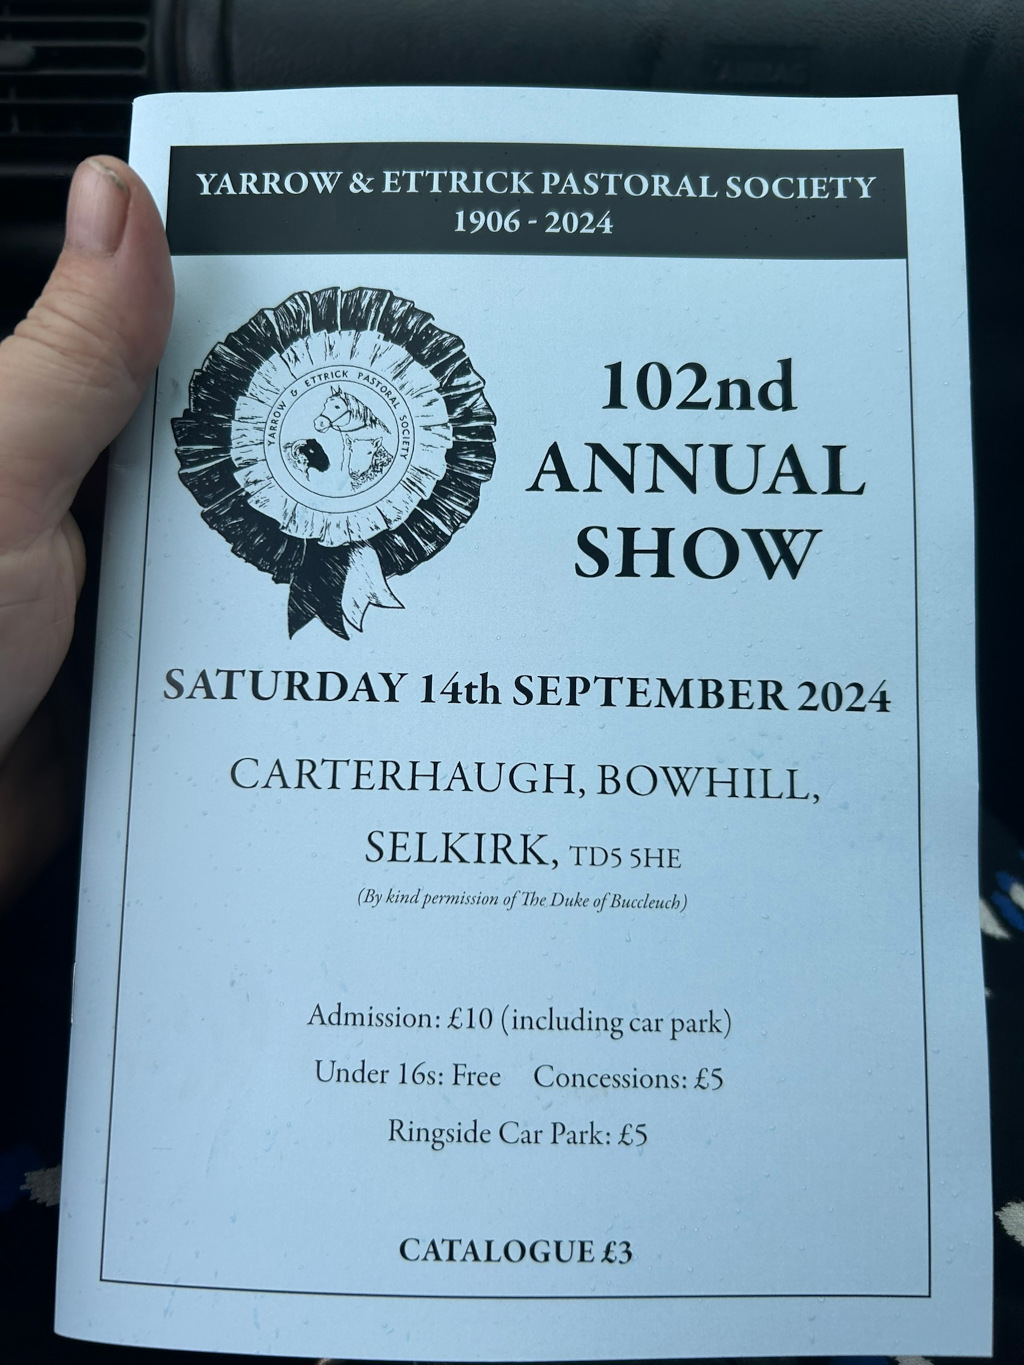 YARROW & ETTRICK PASTORAL SOCIETY
1906 - 2024
YARROW & ETTRICK PASTORAL SOCIETY
102nd
ANNUAL
SHOW
SATURDAY 14th SEPTEMBER 2024
CARTERHAUGH, BOWHILL,
SELKIRK, TD5 5HE
(By kind permission of The Duke of Buccleuch)
Admission: £10 (including car park)
Under 16s: Free Concessions: £5
Ringside Car Park: £5
CATALOGUE £3